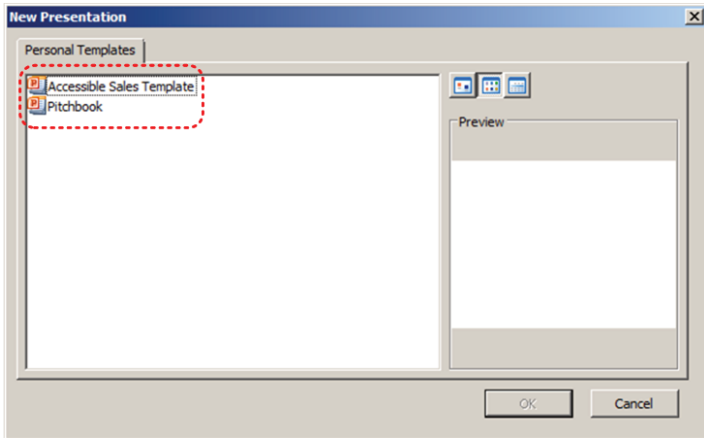 New Presentation
Personal Templates
Accessible Sales Template
Pitchbook
Preview
OK
Cancel